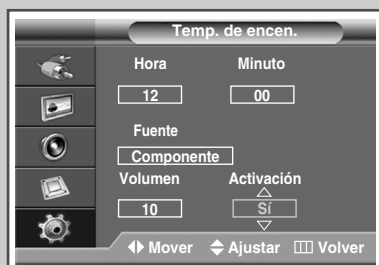 Temp. de encen.
Hora Minuto
12 00
Fuente
Componente
Volumen Activación
10 Sí
Mover Ajustar Volver